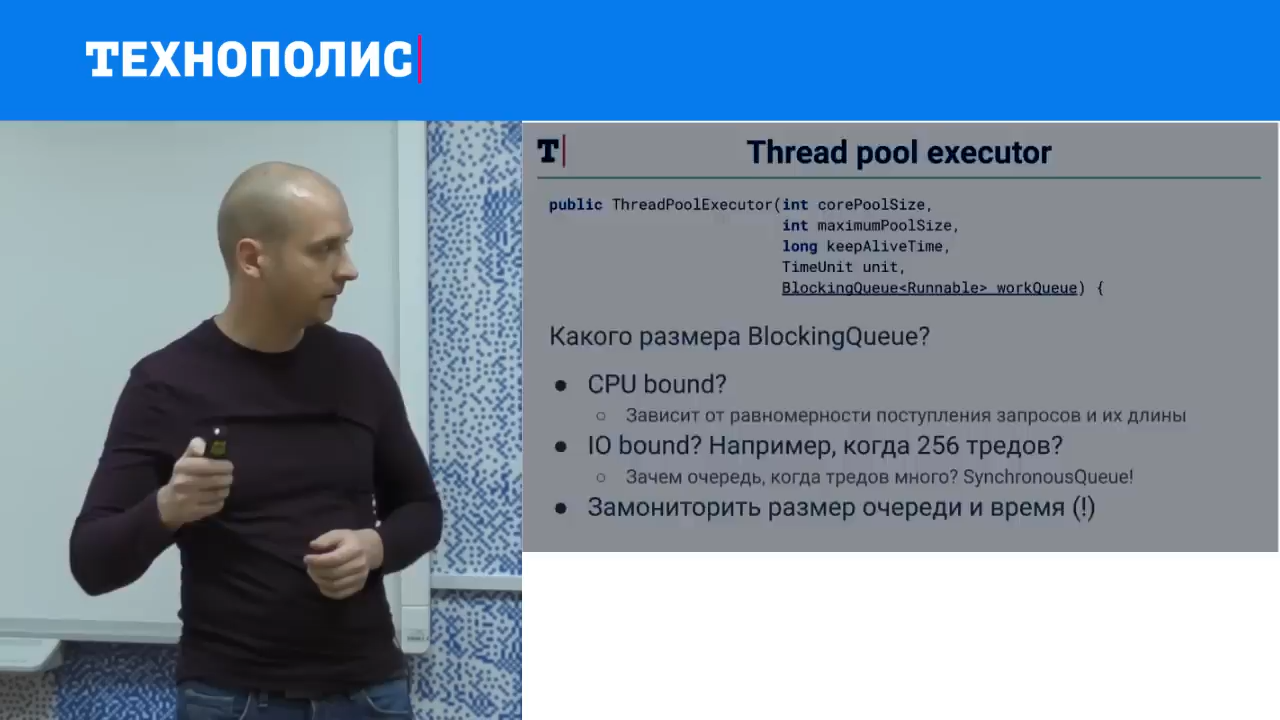 ТЕХНОПОЛИС
Т
Thread pool executor
public ThreadPoolExecutor(int corePoolSize,
int maximumPoolSize,
long keepAliveTime,
TimeUnit unit,
BlockingQueue<Runnable> workQueue) {
Какого размера BlockingQueue?
● CPU bound?
○ Зависит от равномерности поступления запросов и их длины
● IO bound? Например, когда 256 тредов?
○ Зачем очередь, когда тредов много? SynchronousQueue!
● Замониторить размер очереди и время (!)